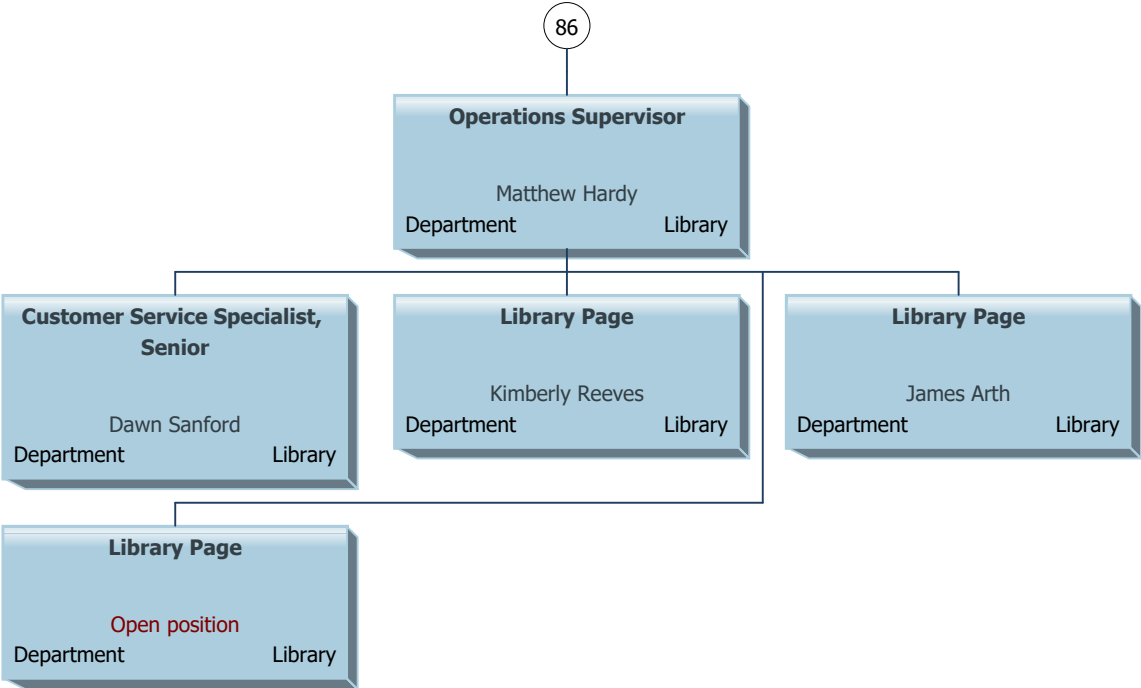 86
Operations Supervisor
Matthew Hardy
Department Library
Customer Service Specialist,
Senior
Dawn Sanford
Department Library
Library Page
Kimberly Reeves
Department Library
Library Page
James Arth
Department Library
Library Page
Open position
Department Library